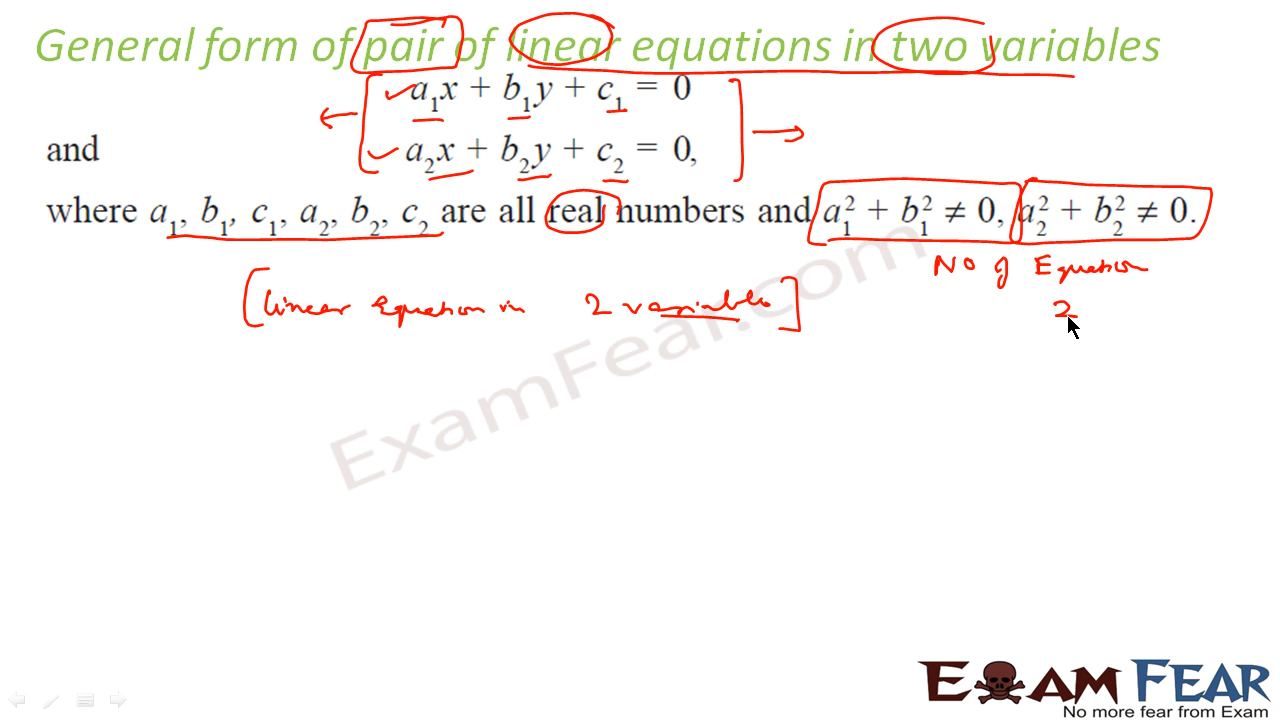 General form of pair of linear equations in two variables
a₁x + b₁y + c₁ = 0
and
a₂x + b₂y + c₂ = 0,
where a₁, b₁, c₁, a₂, b₂, c₂ are all real numbers and a₁² + b₁² ≠ 0, a₂² + b₂² ≠ 0.
No of Equation
[linear Equation in 2 variable]
2
ExamFear.com
EXAM FEAR
No more fear from Exam